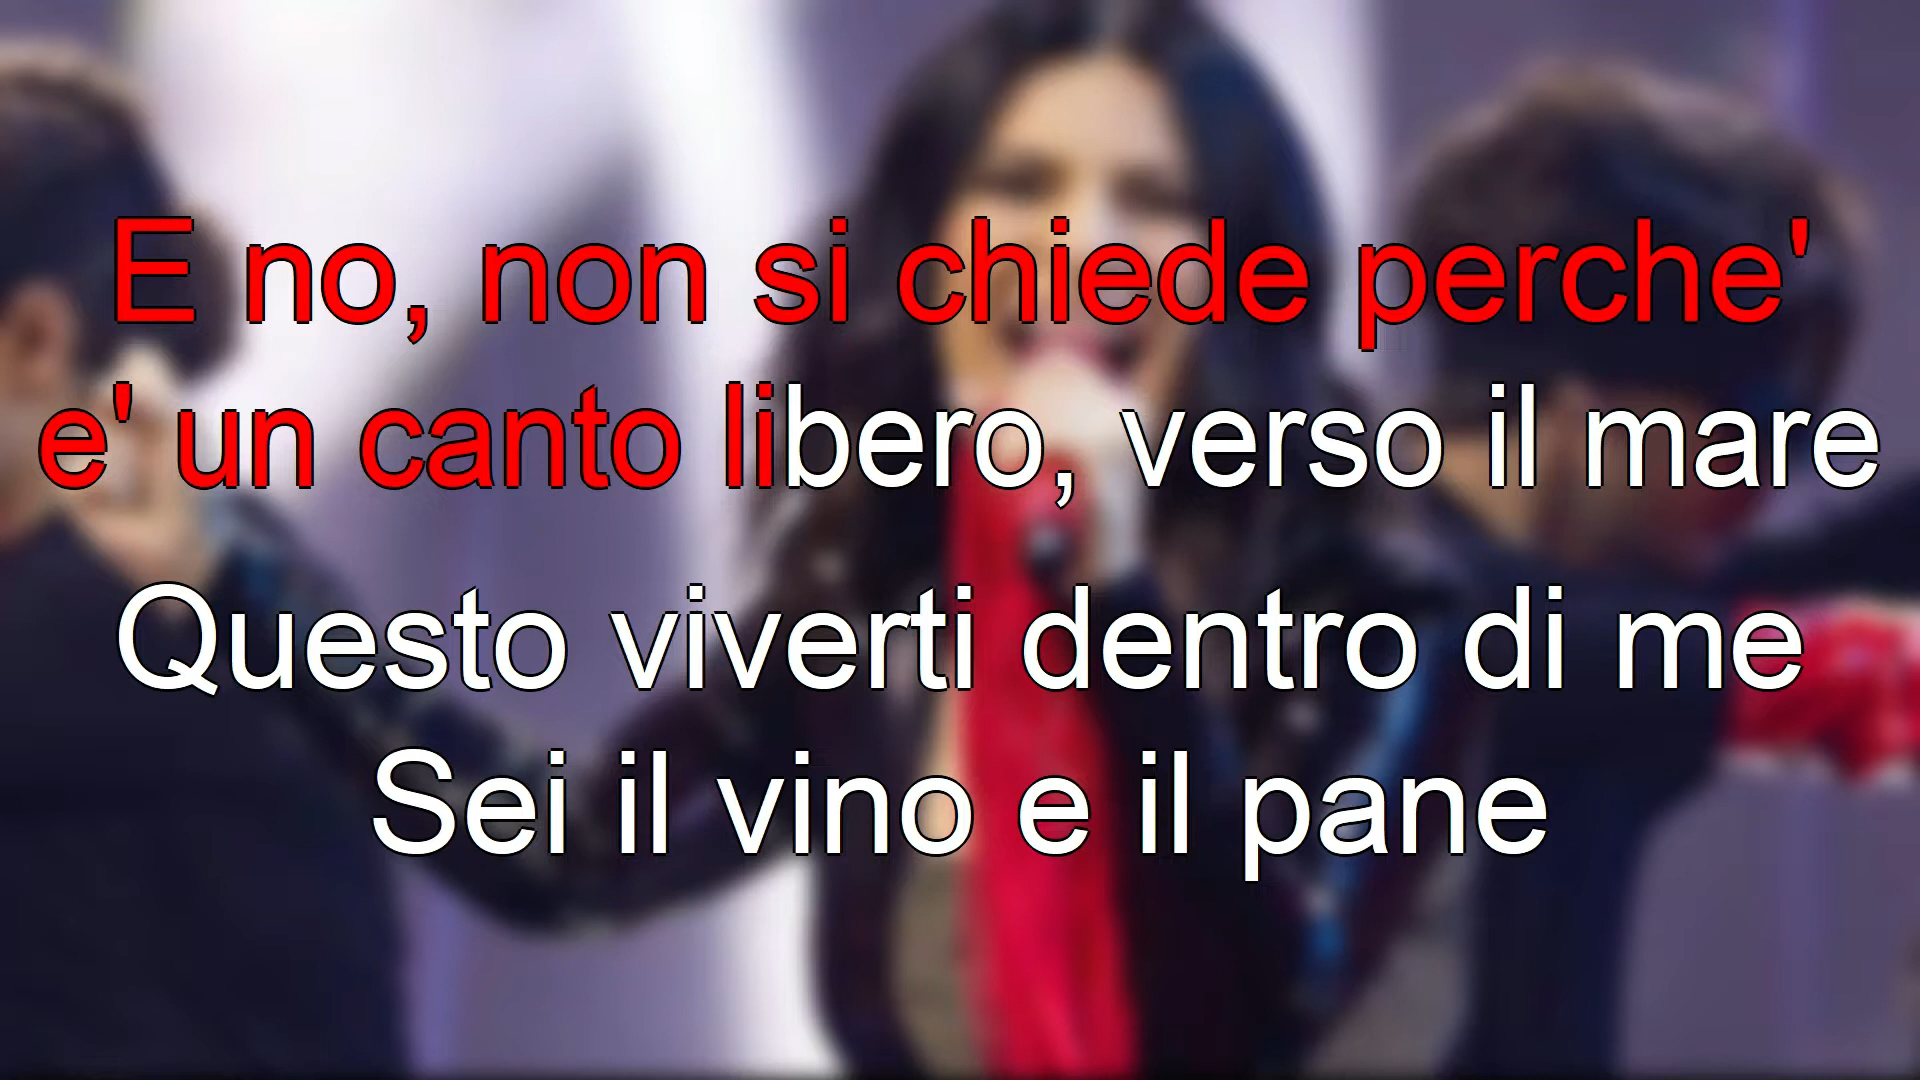 E no, non si chiede perche'
e' un canto libero, verso il mare
Questo viverti dentro di me
Sei il vino e il pane